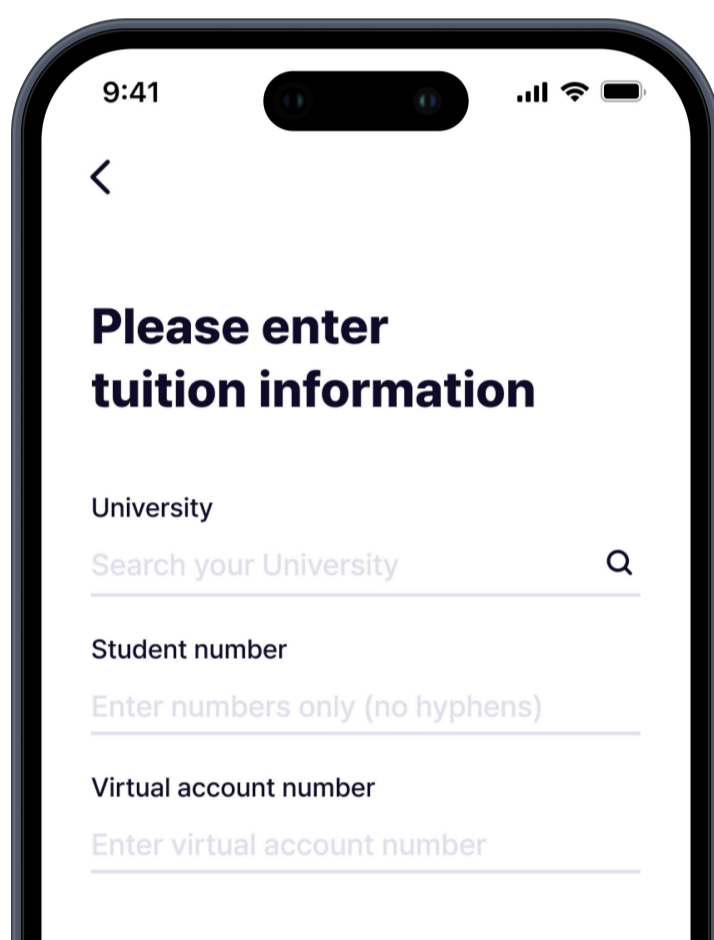 9:41
Please enter
tuition information
University
Search your University
Student number
Enter numbers only (no hyphens)
Virtual account number
Enter virtual account number